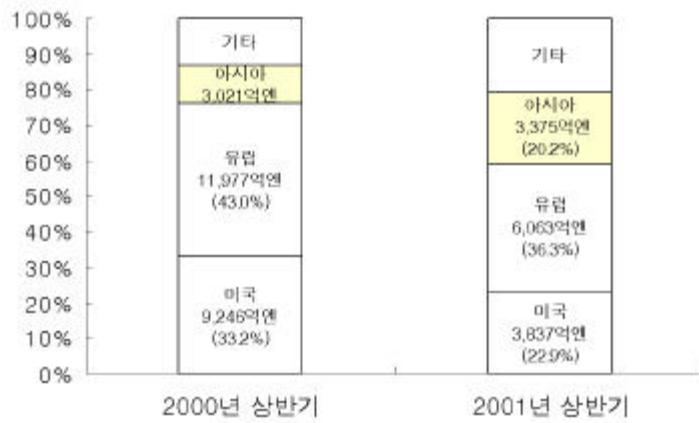 100%
90%
80%
70%
60%
50%
40%
30%
20%
10%
0%
기타
아시아
3,021억엔
유럽
11,977억엔
(43.0%)
미국
9,246억엔
(33.2%)
기타
아시아
3,375억엔
(20.2%)
유럽
6,063억엔
(36.3%)
미국
3,837억엔
(22.9%)
2000년 상반기
2001년 상반기